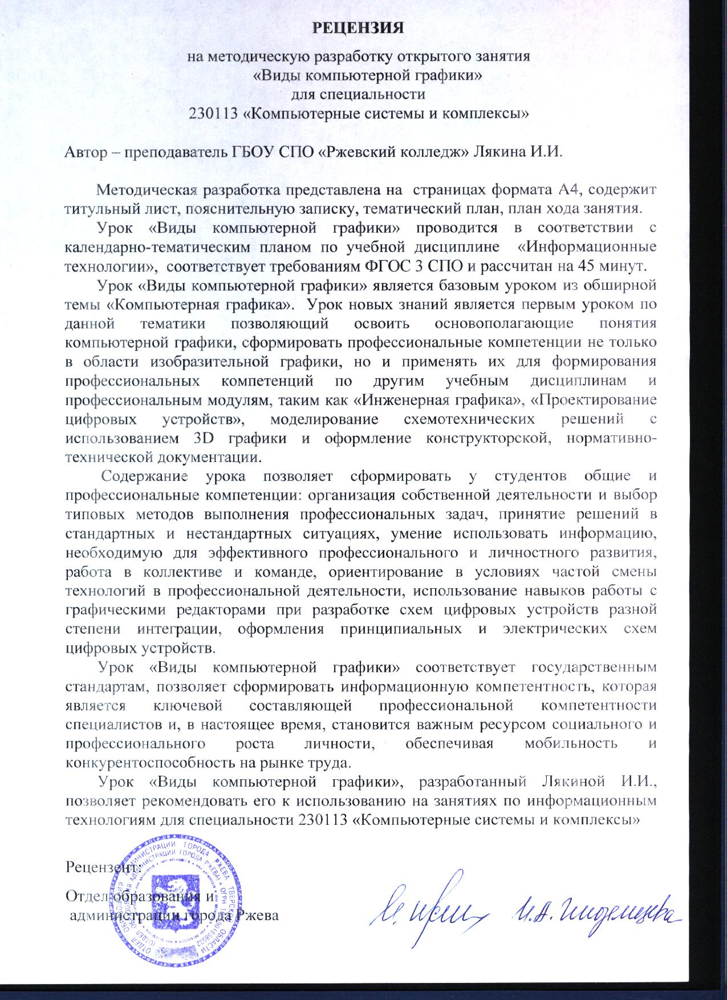 РЕЦЕНЗИЯ
на методическую разработку открытого занятия
«Виды компьютерной графики»
для специальности
230113 «Компьютерные системы и комплексы»
Автор – преподаватель ГБОУ СПО «Ржевский колледж» Лякина И.И.
Методическая разработка представлена на страницах формата А4, содержит
титульный лист, пояснительную записку, тематический план, план хода занятия.
Урок «Виды компьютерной графики» проводится в соответствии с
календарно-тематическим планом по учебной дисциплине «Информационные
технологии», соответствует требованиям ФГОС 3 СПО и рассчитан на 45 минут.
Урок «Виды компьютерной графики» является базовым уроком из обширной
темы «Компьютерная графика». Урок новых знаний является первым уроком по
данной тематики позволяющий освоить основополагающие понятия
компьютерной графики, сформировать профессиональные компетенции не только
в области изобразительной графики, но и применять их для формирования
профессиональных компетенций по другим учебным дисциплинам и
профессиональным модулям, таким как «Инженерная графика», «Проектирование
цифровых устройств», моделирование схемотехнических решений с
использованием 3D графики и оформление конструкторской, нормативно-
технической документации.
Содержание урока позволяет сформировать у студентов общие и
профессиональные компетенции: организация собственной деятельности и выбор
типовых методов выполнения профессиональных задач, принятие решений в
стандартных и нестандартных ситуациях, умение использовать информацию,
необходимую для эффективного профессионального и личностного развития,
работа в коллективе и команде, ориентирование в условиях частой смены
технологий в профессиональной деятельности, использование навыков работы с
графическими редакторами при разработке схем цифровых устройств разной
степени интеграции, оформления принципиальных и электрических схем
цифровых устройств.
Урок «Виды компьютерной графики» соответствует государственным
стандартам, позволяет сформировать информационную компетентность, которая
является ключевой составляющей профессиональной компетентности
специалистов и, в настоящее время, становится важным ресурсом социального и
профессионального роста личности, обеспечивая мобильность и
конкурентоспособность на рынке труда.
Урок «Виды компьютерной графики», разработанный Лякиной И.И.,
позволяет рекомендовать его к использованию на занятиях по информационным
технологиям для специальности 230113 «Компьютерные системы и комплексы»
Рецензент:
Отдел образования и
администрации города Ржева
ОТДЕЛ ОБРАЗОВАНИЯ АДМИНИСТРАЦИИ ГОРОДА РЖЕВА ТВЕРСКОЙ ОБЛАСТИ